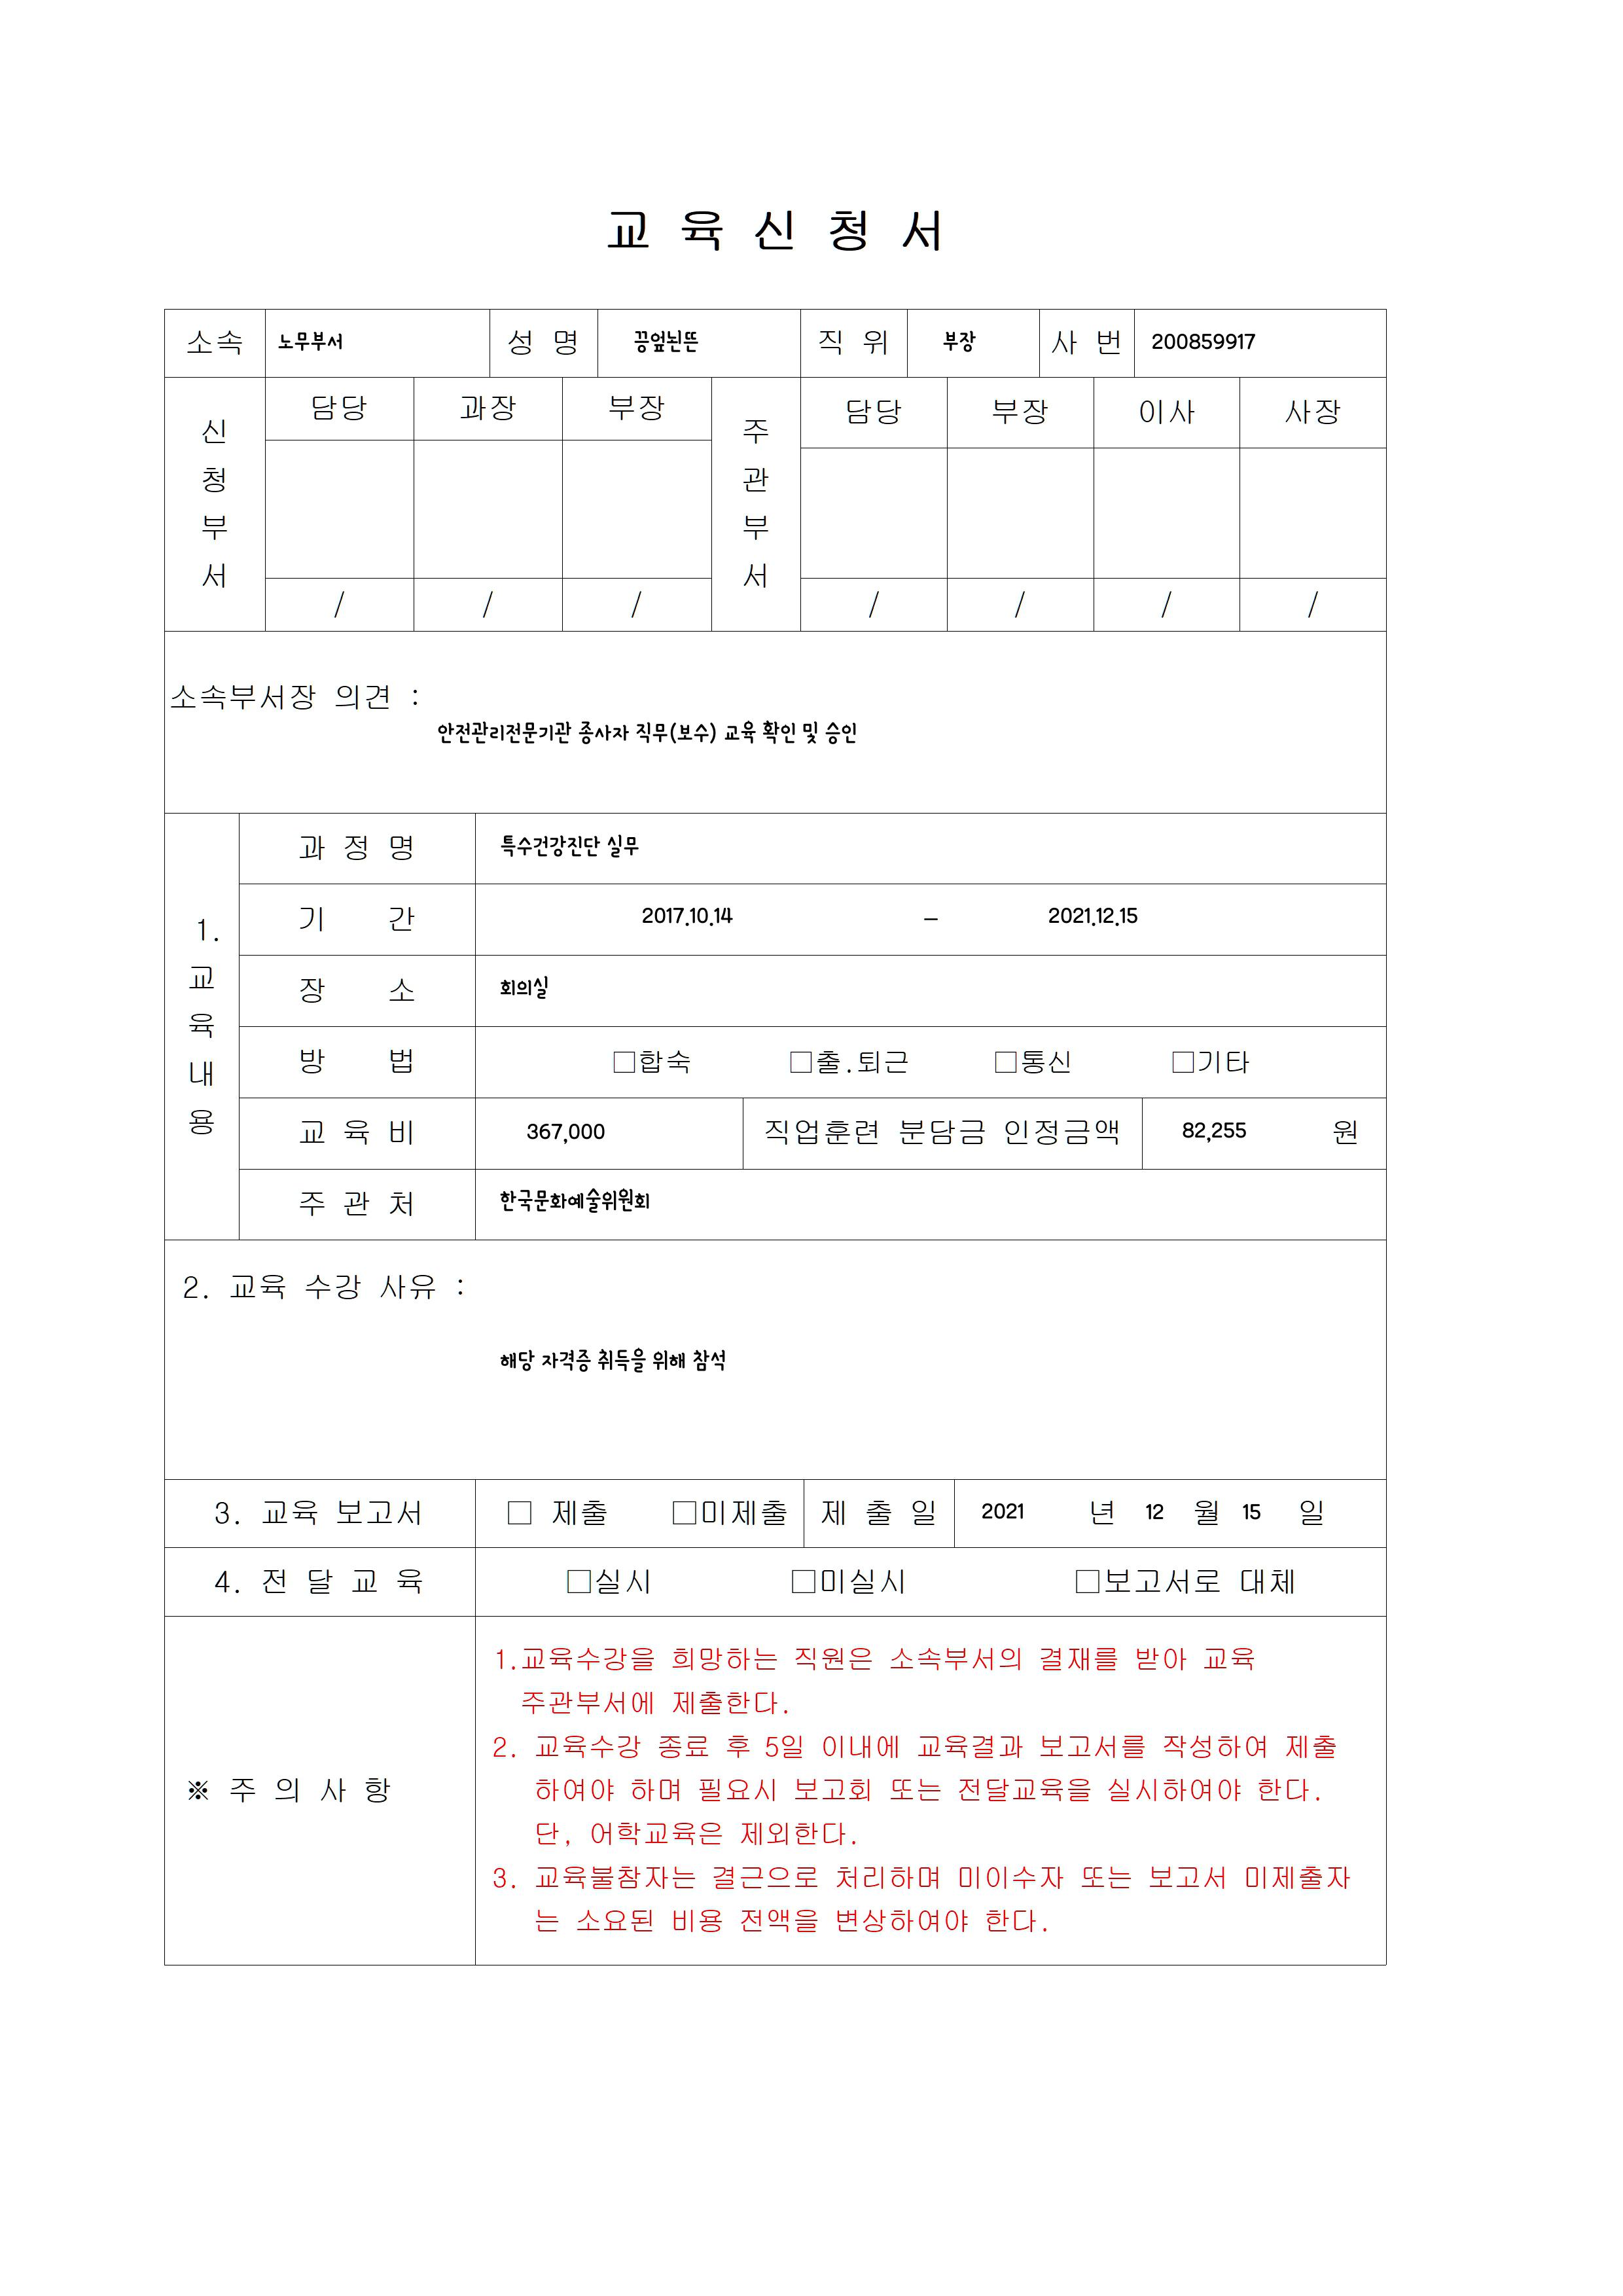 교 육 신 청 서
소속 노무부서 성 명 끙엎뇐뜬 직 위 부장 사 번 200859917
신청부서 담당 과장 부장 주관부서 담당 부장 이사 사장
/ / / / / / /
소속부서장 의견 :
안전관리전문기관 종사자 직무(보수) 교육 확인 및 승인
1. 교육내용
과 정 명 특수건강진단 실무
기 간 2017.10.14 – 2021.12.15
장 소 회의실
방 법 □합숙 □출.퇴근 □통신 □기타
교 육 비 367,000 직업훈련 분담금 인정금액 82,255 원
주 관 처 한국문화예술위원회
2. 교육 수강 사유 :
해당 자격증 취득을 위해 참석
3. 교육 보고서 □ 제출 □미제출 제 출 일 2021 년 12 월 15 일
4. 전 달 교 육 □실시 □미실시 □보고서로 대체
※ 주 의 사 항
1.교육수강을 희망하는 직원은 소속부서의 결재를 받아 교육
주관부서에 제출한다.
2. 교육수강 종료 후 5일 이내에 교육결과 보고서를 작성하여 제출
하여야 하며 필요시 보고회 또는 전달교육을 실시하여야 한다.
단, 어학교육은 제외한다.
3. 교육불참자는 결근으로 처리하며 미이수자 또는 보고서 미제출자
는 소요된 비용 전액을 변상하여야 한다.